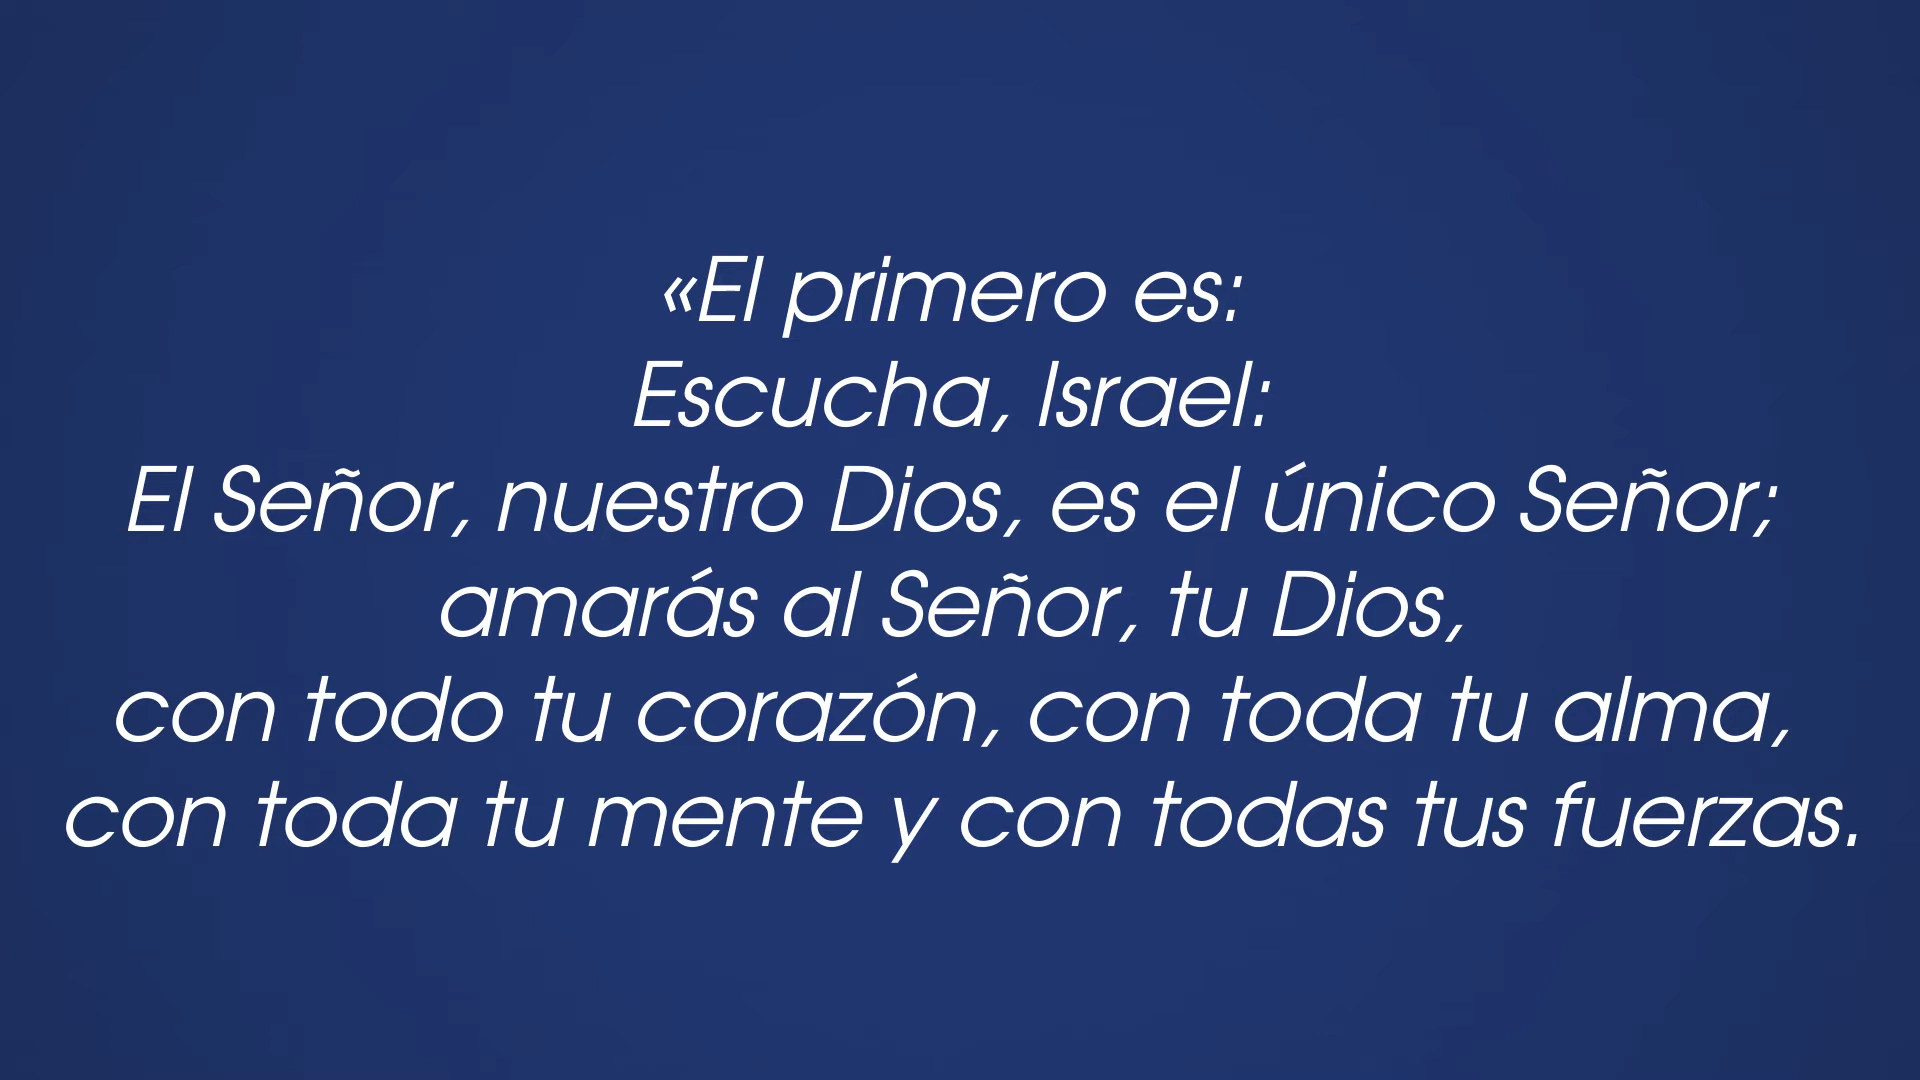 «El primero es:
Escucha, Israel:
El Señor, nuestro Dios, es el único Señor;
amarás al Señor, tu Dios,
con todo tu corazón, con toda tu alma,
con toda tu mente y con todas tus fuerzas.